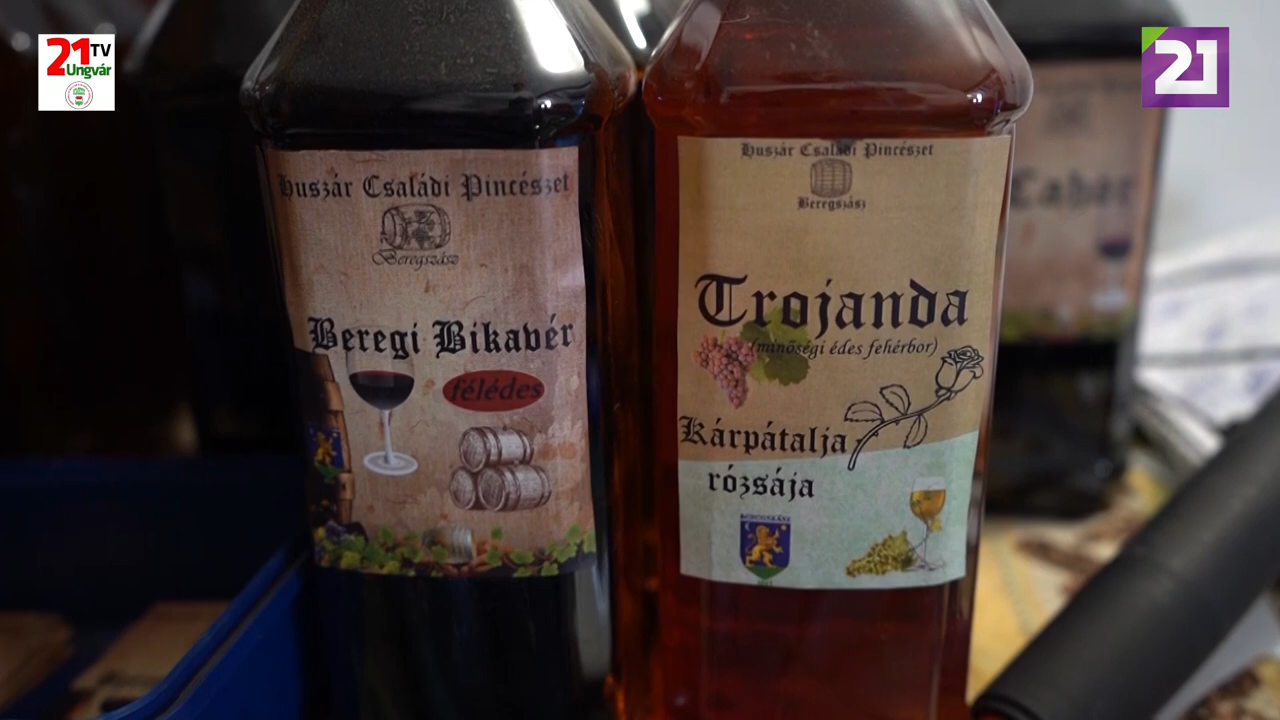 21 TV
Ungvár
21
Huszár Családi Pincészet
Beregszász
Beregi Bikavér
félédes
Huszár Családi Pincészet
Beregszász
Trojanda
(minőségi édes fehérbor)
Kárpátalja
rózsája